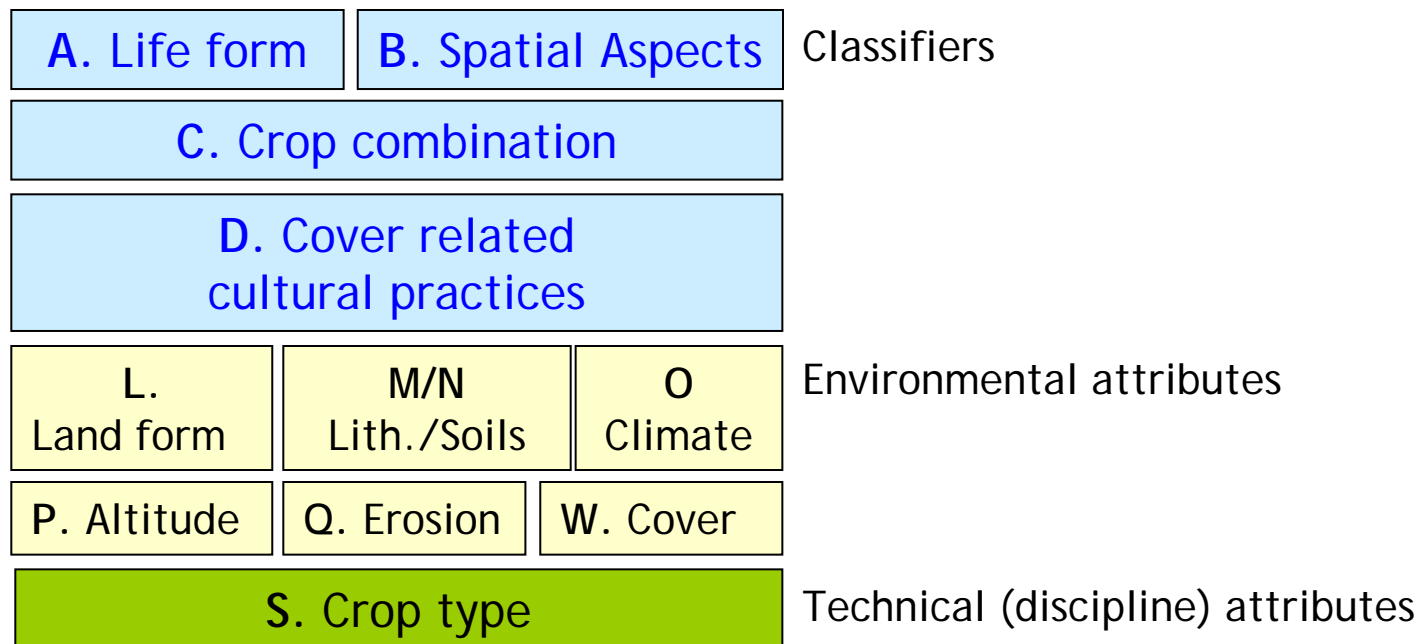 A. Life form
B. Spatial Aspects
Classifiers
C. Crop combination
D. Cover related
cultural practices
L.
Land form
M/N
Lith./Soils
O
Climate
Environmental attributes
P. Altitude
Q. Erosion
W. Cover
S. Crop type
Technical (discipline) attributes